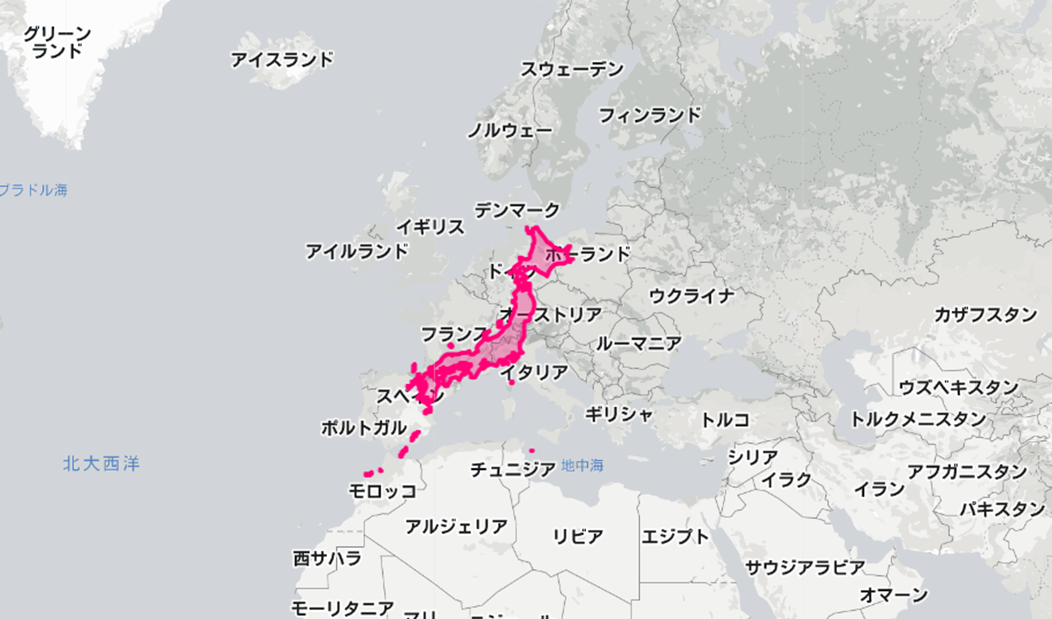 グリーン
ランド
アイスランド
スウェーデン
フィンランド
ノルウェー
ブラドル海
デンマーク
イギリス
アイルランド
ポーランド
ドイツ
ウクライナ
オーストリア
カザフスタン
フランス
ルーマニア
イタリア
ウズベキスタン
スペイン
ギリシャ
トルコ
トルクメニスタン
ポルトガル
北大西洋
チュニジア
地中海
シリア
イラク
アフガニスタン
イラン
モロッコ
パキスタン
アルジェリア
リビア
エジプト
西サハラ
サウジアラビア
オマーン
モーリタニア
マリ